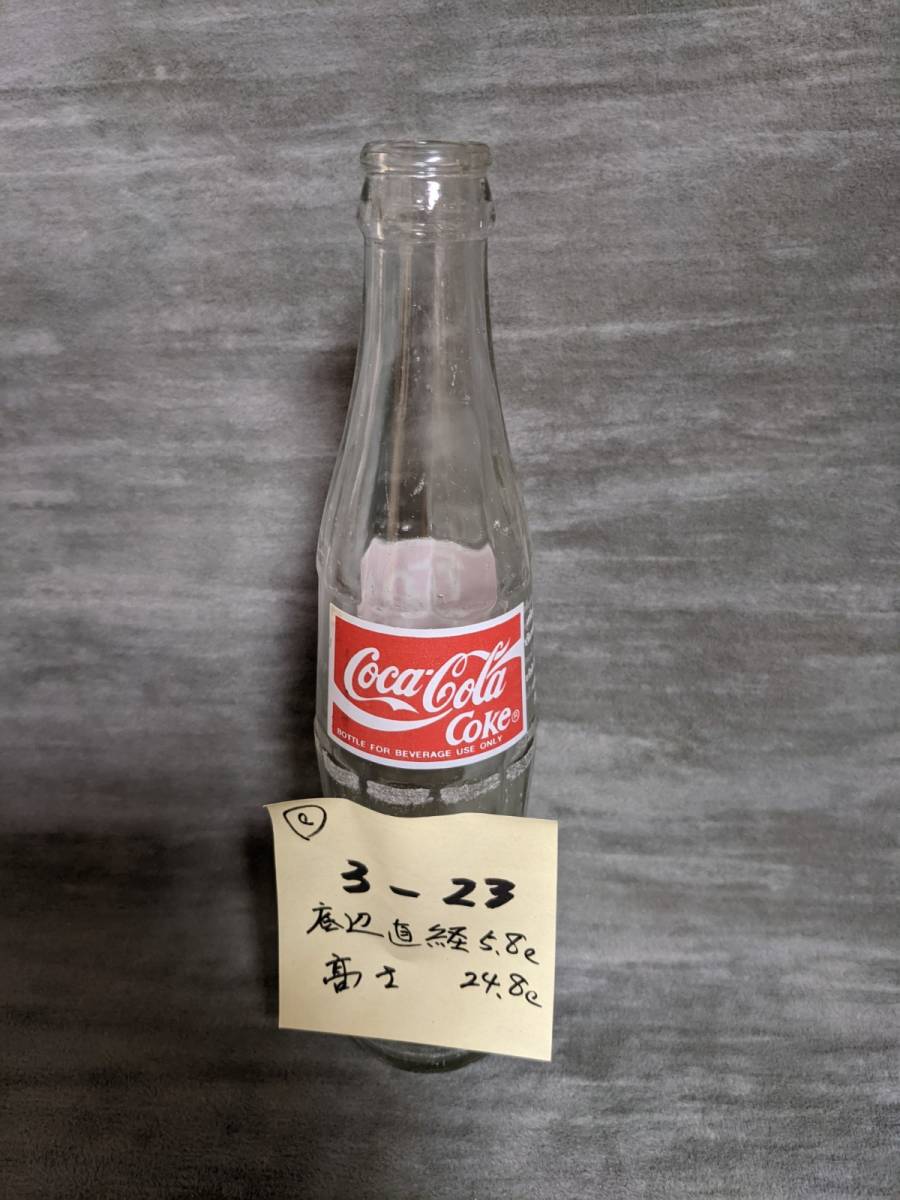 Coca-Cola
Coke®
BOTTLE FOR BEVERAGE USE ONLY
e
3-23
底辺直経5.8c
高さ 24.8c